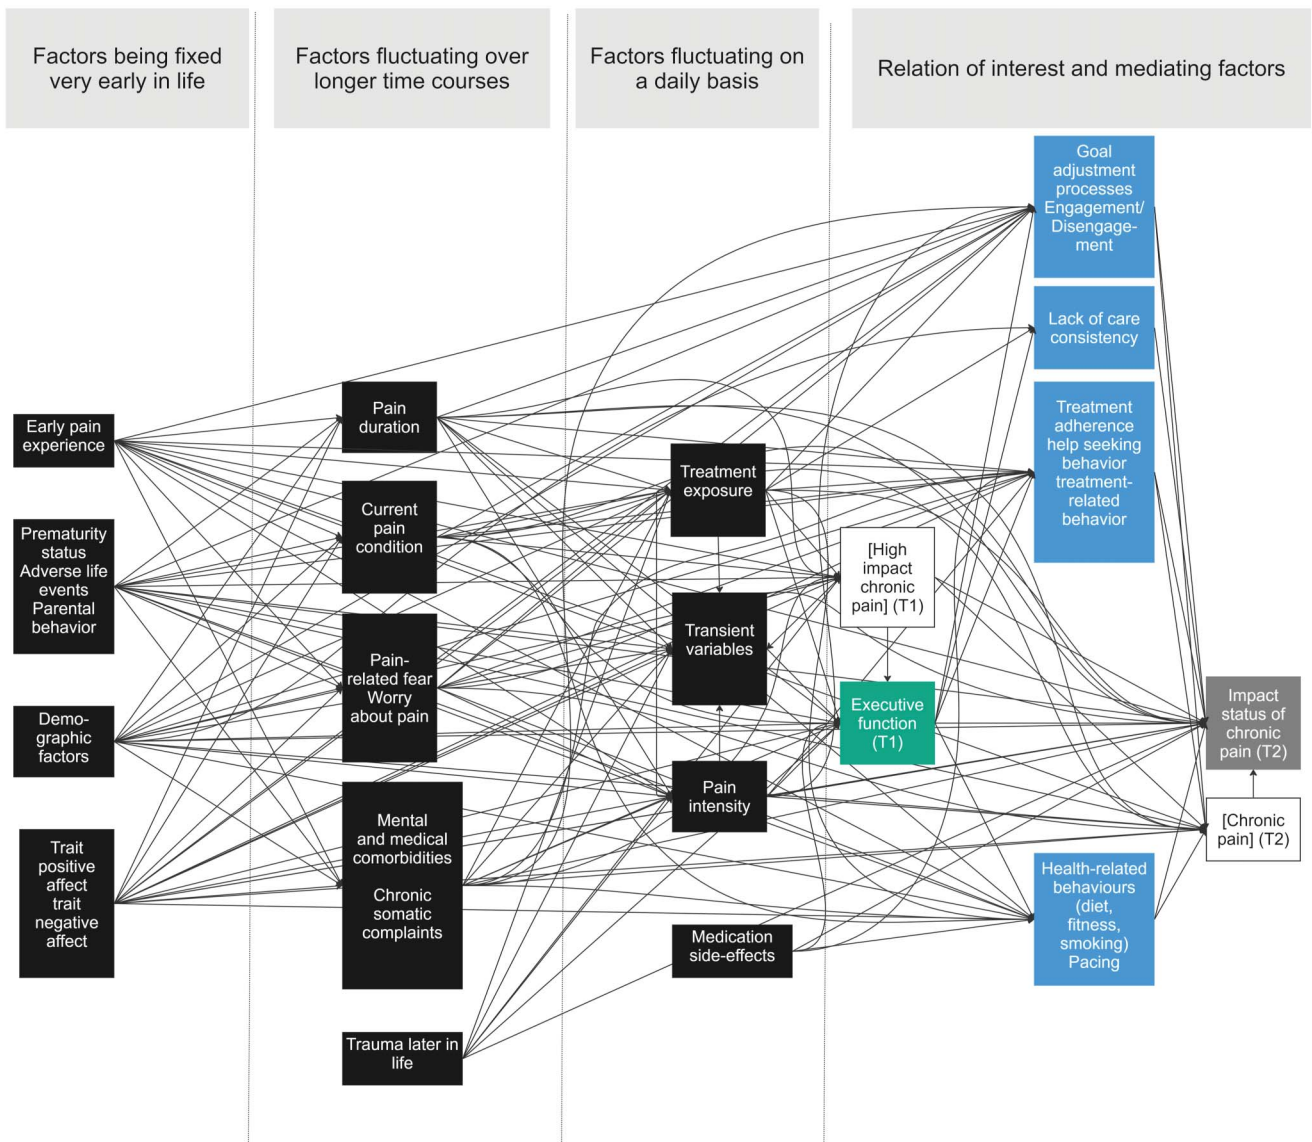 Factors being fixed
very early in life
Factors fluctuating over
longer time courses
Factors fluctuating on
a daily basis
Relation of interest and mediating factors
Early pain
experience
Prematurity
status
Adverse life
events
Parental
behavior
Demo-
graphic
factors
Trait
positive
affect
trait
negative
affect
Pain
duration
Current
pain
condition
Pain-
related fear
Worry
about pain
Mental
and medical
comorbidities
Chronic
somatic
complaints
Trauma later in
life
Treatment
exposure
Transient
variables
Pain
intensity
Medication
side-effects
[High
impact
chronic
pain] (T1)
Executive
function
(T1)
Goal
adjustment
processes
Engagement/
Disengage-
ment
Lack of care
consistency
Treatment
adherence
help seeking
behavior
treatment-
related
behavior
Health-related
behaviours
(diet,
fitness,
smoking)
Pacing
Impact
status of
chronic
pain (T2)
[Chronic
pain] (T2)